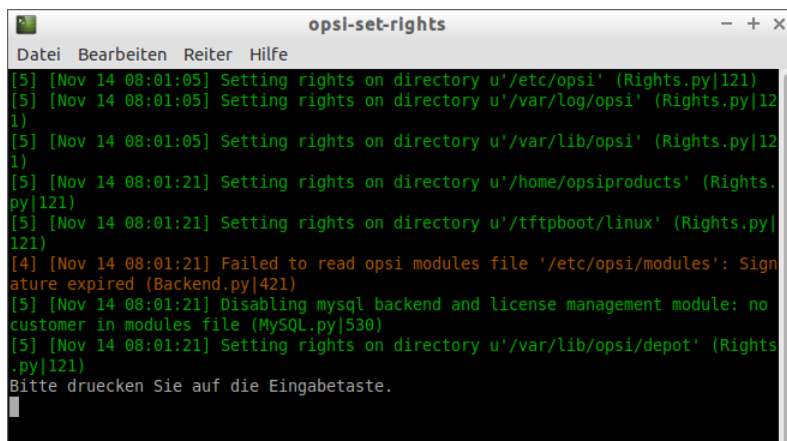 opsi-set-rights
Datei Bearbeiten Reiter Hilfe
[5] [Nov 14 08:01:05] Setting rights on directory u'/etc/opsi' (Rights.py|121)
[5] [Nov 14 08:01:05] Setting rights on directory u'/var/log/opsi' (Rights.py|12
1)
[5] [Nov 14 08:01:05] Setting rights on directory u'/var/lib/opsi' (Rights.py|12
1)
[5] [Nov 14 08:01:21] Setting rights on directory u'/home/opsiproducts' (Rights.
py|121)
[5] [Nov 14 08:01:21] Setting rights on directory u'/tftpboot/linux' (Rights.py|
121)
[4] [Nov 14 08:01:21] Failed to read opsi modules file '/etc/opsi/modules': Sign
ature expired (Backend.py|421)
[5] [Nov 14 08:01:21] Disabling mysql backend and license management module: no
customer in modules file (MySQL.py|530)
[5] [Nov 14 08:01:21] Setting rights on directory u'/var/lib/opsi/depot' (Rights
.py|121)
Bitte druecken Sie auf die Eingabetaste.